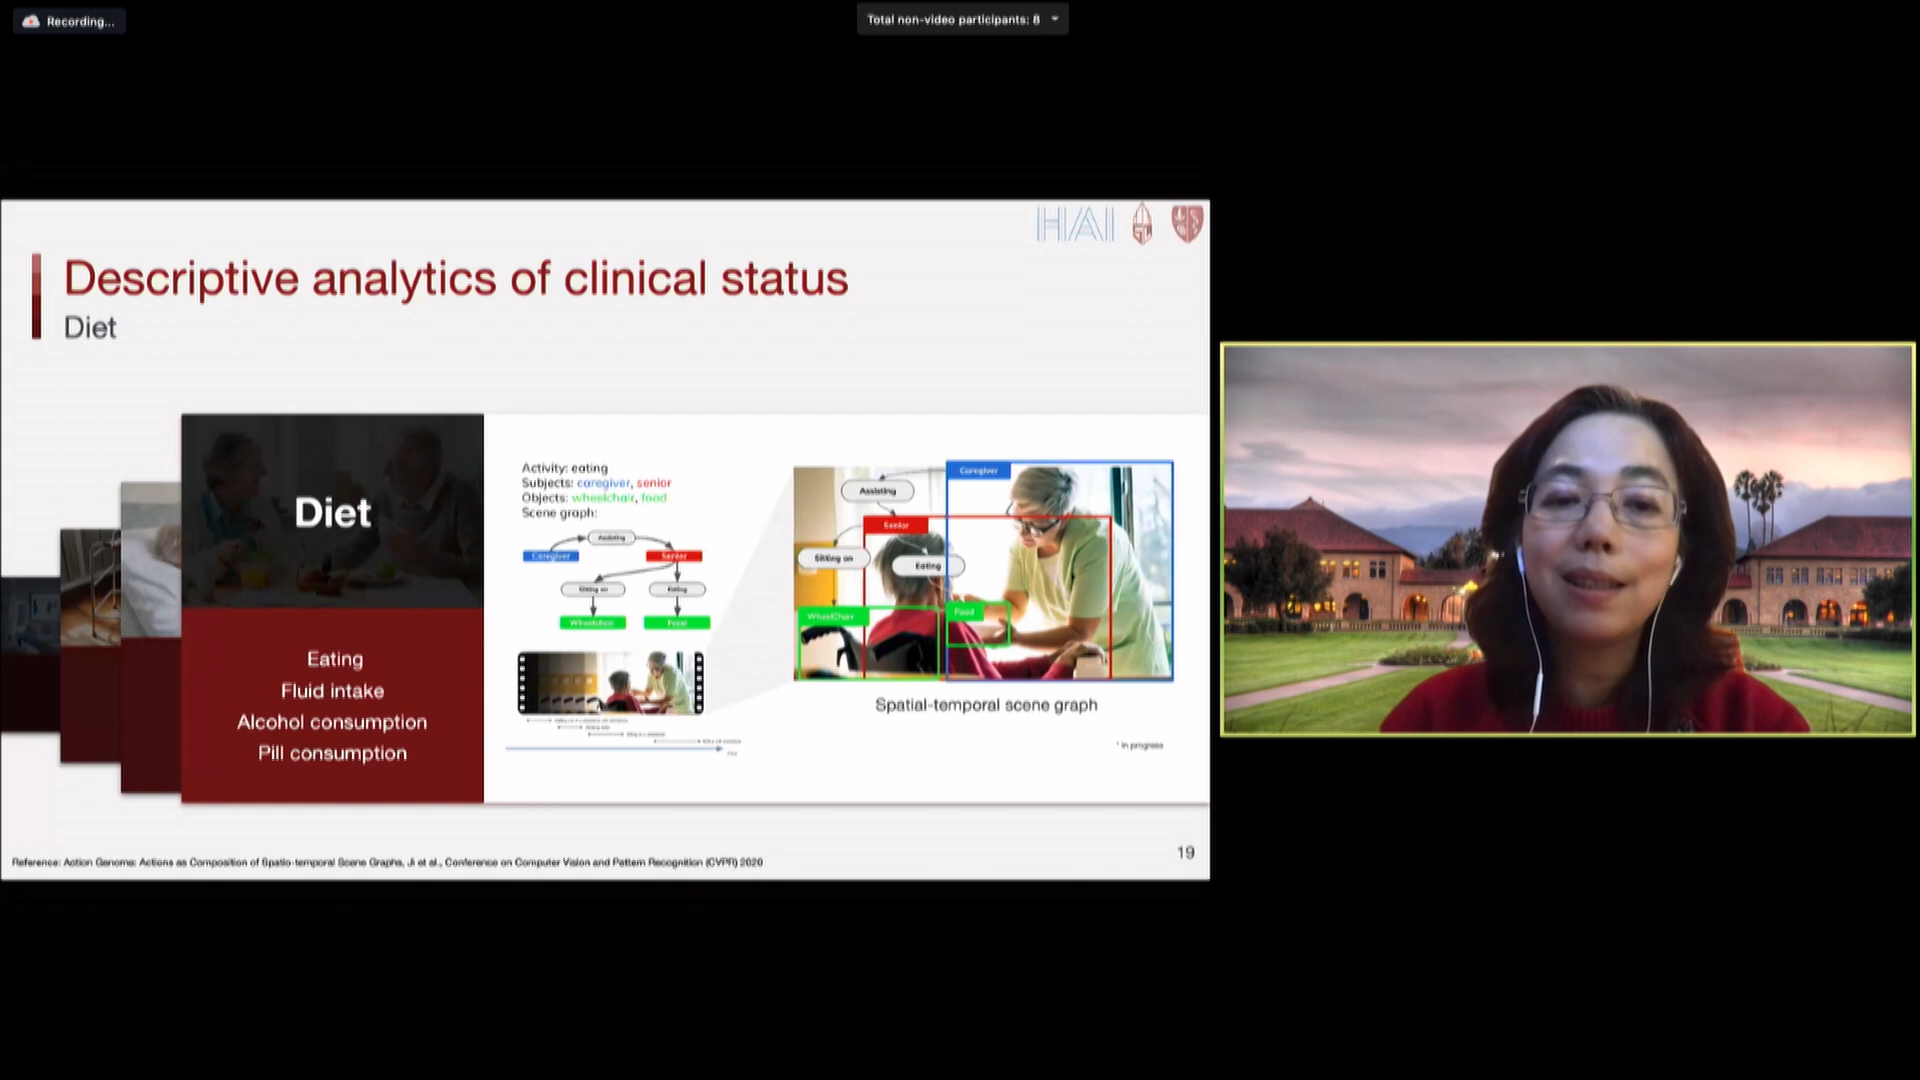 Recording...
Total non-video participants: 8
HAI
Descriptive analytics of clinical status
Diet
Diet
Eating
Fluid intake
Alcohol consumption
Pill consumption
Activity: eating
Subjects: caregiver, senior
Objects: wheelchair, food
Scene graph:
Assisting
Caregiver
Senior
Sitting on
Eating
Wheelchair
Food
Caregiver
Assisting
Senior
Sitting on
Eating
WheelChair
Food
Spatial-temporal scene graph
* In progress
Reference: Action Genome: Actions as Composition of Spatio-temporal Scene Graphs, Ji et al., Conference on Computer Vision and Pattern Recognition (CVPR) 2020
19